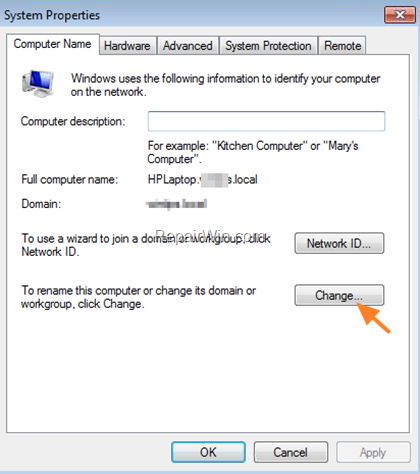 System Properties
Computer Name Hardware Advanced System Protection Remote
Windows uses the following information to identify your computer
on the network.
Computer description:
For example: "Kitchen Computer" or "Mary's
Computer".
Full computer name: HPLaptop. s.local
Domain: .local
RepairWin.com
To use a wizard to join a domain or workgroup, click
Network ID.
Network ID...
To rename this computer or change its domain or
workgroup, click Change.
Change...
OK Cancel Apply